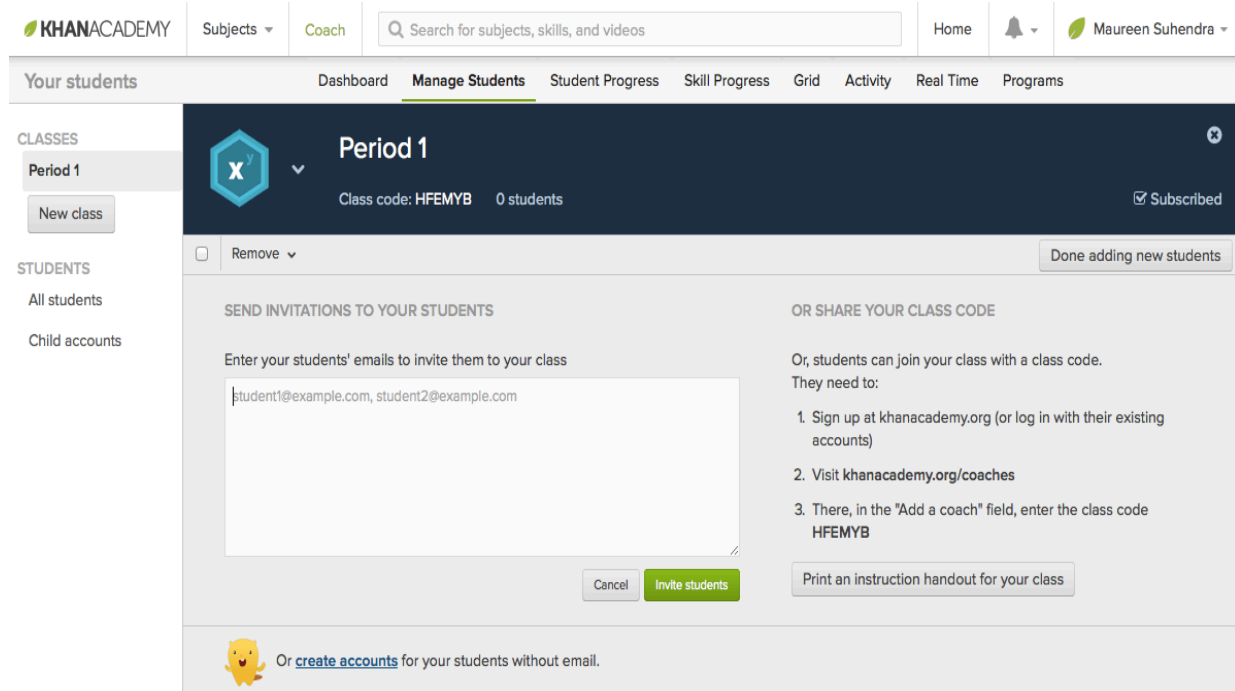 KHANACADEMY Subjects Coach Search for subjects, skills, and videos Home Maureen Suhendra
Your students Dashboard Manage Students Student Progress Skill Progress Grid Activity Real Time Programs
CLASSES
Period 1
New class
STUDENTS
All students
Child accounts
x y
Period 1
Class code: HFEMYB 0 students
Subscribed
Remove
Done adding new students
SEND INVITATIONS TO YOUR STUDENTS
Enter your students' emails to invite them to your class
student1@example.com, student2@example.com
Cancel Invite students
OR SHARE YOUR CLASS CODE
Or, students can join your class with a class code.
They need to:
1. Sign up at khanacademy.org (or log in with their existing
accounts)
2. Visit khanacademy.org/coaches
3. There, in the "Add a coach" field, enter the class code
HFEMYB
Print an instruction handout for your class
Or create accounts for your students without email.